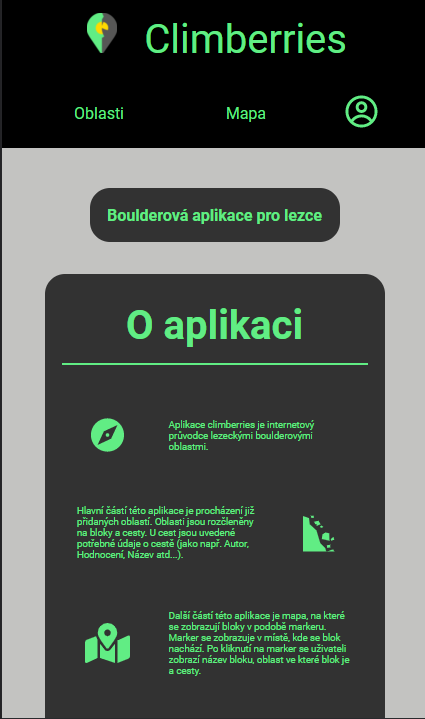 Climberries
Oblasti
Mapa
Boulderová aplikace pro lezce
O aplikaci
Aplikace climberries je internetový
průvodce lezeckými boulderovými
oblastmi.
Hlavní částí této aplikace je procházení již
přidaných oblastí. Oblasti jsou rozčleněny
na bloky a cesty. U cest jsou uvedené
potřebné údaje o cestě (jako např. Autor,
Hodnocení, Název atd...).
Další částí této aplikace je mapa, na které
se zobrazují bloky v podobě markeru.
Marker se zobrazuje v místě, kde se blok
nachází. Po kliknutí na marker se uživateli
zobrazí název bloku, oblast ve které blok je
a cesty.